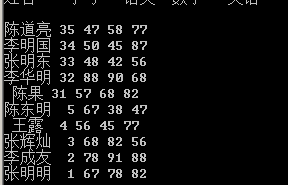 陈道亮 35 47 58 77
李明国 34 50 45 87
张明东 33 48 42 56
李华明 32 88 90 68
陈果 31 57 68 82
陈东明 5 67 38 47
王露 4 56 45 77
张辉灿 3 68 82 56
李成友 2 78 91 88
张明明 1 67 78 82